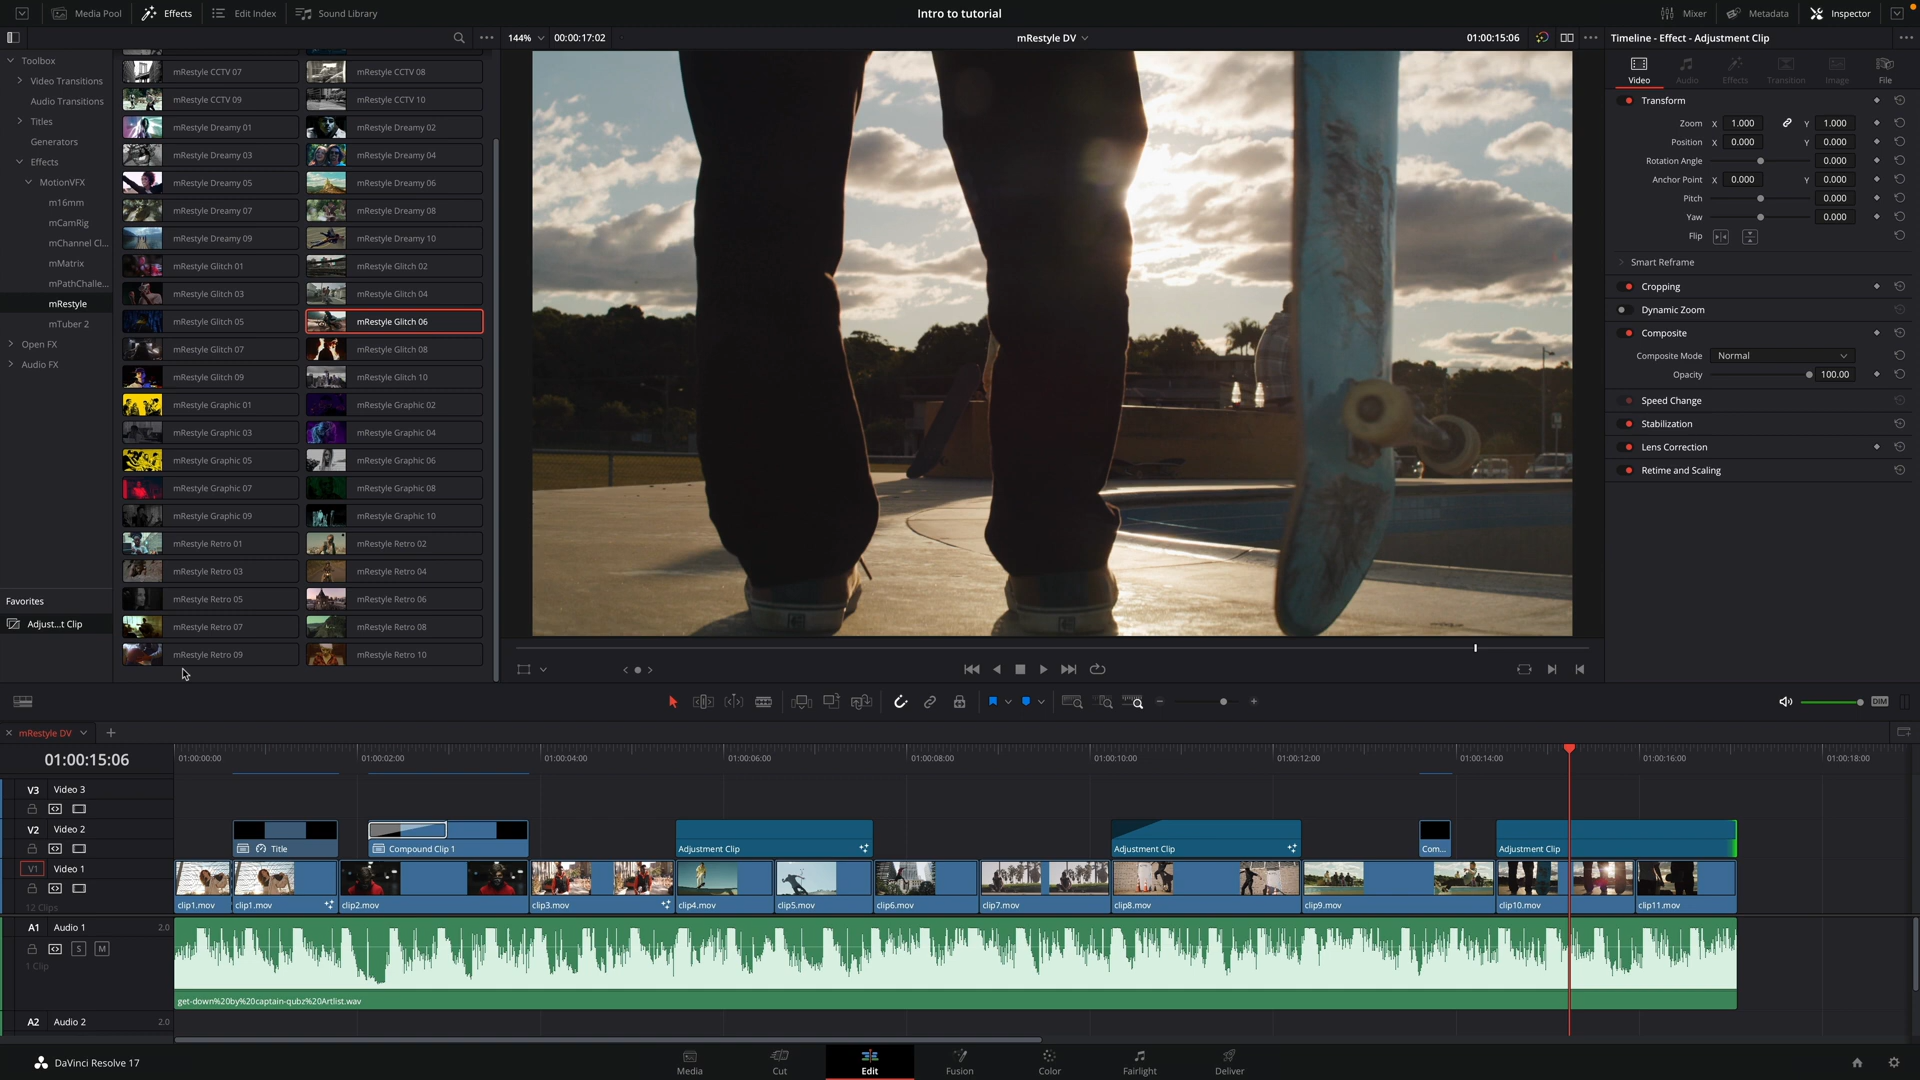 Media Pool
Effects
Edit Index
Sound Library
Intro to tutorial
Mixer
Metadata
Inspector
144%
00:00:17:02
mRestyle DV
01:00:15:06
Timeline - Effect - Adjustment Clip
Toolbox
Video Transitions
Audio Transitions
Titles
Generators
Effects
MotionVFX
m16mm
mCamRig
mChannel Cl...
mMatrix
mPathChalle...
mRestyle
mTuber 2
Open FX
Audio FX
Favorites
Adjust...t Clip
mRestyle CCTV 07
mRestyle CCTV 08
mRestyle CCTV 09
mRestyle CCTV 10
mRestyle Dreamy 01
mRestyle Dreamy 02
mRestyle Dreamy 03
mRestyle Dreamy 04
mRestyle Dreamy 05
mRestyle Dreamy 06
mRestyle Dreamy 07
mRestyle Dreamy 08
mRestyle Dreamy 09
mRestyle Dreamy 10
mRestyle Glitch 01
mRestyle Glitch 02
mRestyle Glitch 03
mRestyle Glitch 04
mRestyle Glitch 05
mRestyle Glitch 06
mRestyle Glitch 07
mRestyle Glitch 08
mRestyle Glitch 09
mRestyle Glitch 10
mRestyle Graphic 01
mRestyle Graphic 02
mRestyle Graphic 03
mRestyle Graphic 04
mRestyle Graphic 05
mRestyle Graphic 06
mRestyle Graphic 07
mRestyle Graphic 08
mRestyle Graphic 09
mRestyle Graphic 10
mRestyle Retro 01
mRestyle Retro 02
mRestyle Retro 03
mRestyle Retro 04
mRestyle Retro 05
mRestyle Retro 06
mRestyle Retro 07
mRestyle Retro 08
mRestyle Retro 09
mRestyle Retro 10
Video
Audio
Effects
Transition
Image
File
Transform
Zoom X 1.000 Y 1.000
Position X 0.000 Y 0.000
Rotation Angle 0.000
Anchor Point X 0.000 Y 0.000
Pitch 0.000
Yaw 0.000
Flip
Smart Reframe
Cropping
Dynamic Zoom
Composite
Composite Mode Normal
Opacity 100.00
Speed Change
Stabilization
Lens Correction
Retime and Scaling
DIM
mRestyle DV
01:00:15:06
01:00:00:00
01:00:02:00
01:00:04:00
01:00:06:00
01:00:08:00
01:00:10:00
01:00:12:00
01:00:14:00
01:00:16:00
01:00:18:00
V3 Video 3
V2 Video 2
Title
Compound Clip 1
Adjustment Clip
Adjustment Clip
Com...
Adjustment Clip
V1 Video 1
12 Clips
clip1.mov
clip1.mov
clip2.mov
clip3.mov
clip4.mov
clip5.mov
clip6.mov
clip7.mov
clip8.mov
clip9.mov
clip10.mov
clip11.mov
A1 Audio 1 2.0
S M
1 Clip
get-down%20by%20captain-qubz%20Artlist.wav
A2 Audio 2 2.0
DaVinci Resolve 17
Media
Cut
Edit
Fusion
Color
Fairlight
Deliver